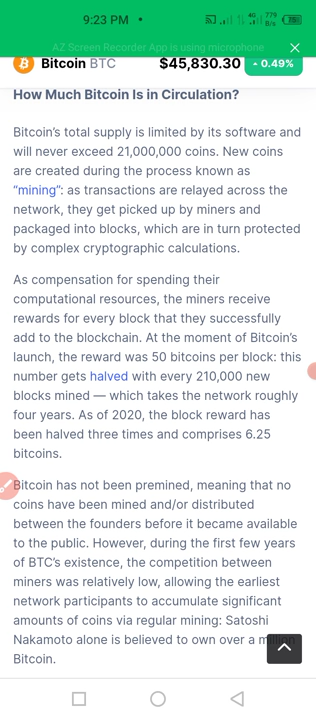 9:23 PM
4G 779 B/s
AZ Screen Recorder App is using microphone
Bitcoin BTC $45,830.30 0.49%
How Much Bitcoin Is in Circulation?
Bitcoin’s total supply is limited by its software and
will never exceed 21,000,000 coins. New coins
are created during the process known as
“mining”: as transactions are relayed across the
network, they get picked up by miners and
packaged into blocks, which are in turn protected
by complex cryptographic calculations.
As compensation for spending their
computational resources, the miners receive
rewards for every block that they successfully
add to the blockchain. At the moment of Bitcoin’s
launch, the reward was 50 bitcoins per block: this
number gets halved with every 210,000 new
blocks mined — which takes the network roughly
four years. As of 2020, the block reward has
been halved three times and comprises 6.25
bitcoins.
Bitcoin has not been premined, meaning that no
coins have been mined and/or distributed
between the founders before it became available
to the public. However, during the first few years
of BTC’s existence, the competition between
miners was relatively low, allowing the earliest
network participants to accumulate significant
amounts of coins via regular mining: Satoshi
Nakamoto alone is believed to own over a million
Bitcoin.